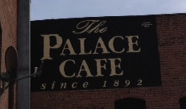 The
PALACE
CAFE
since 1892